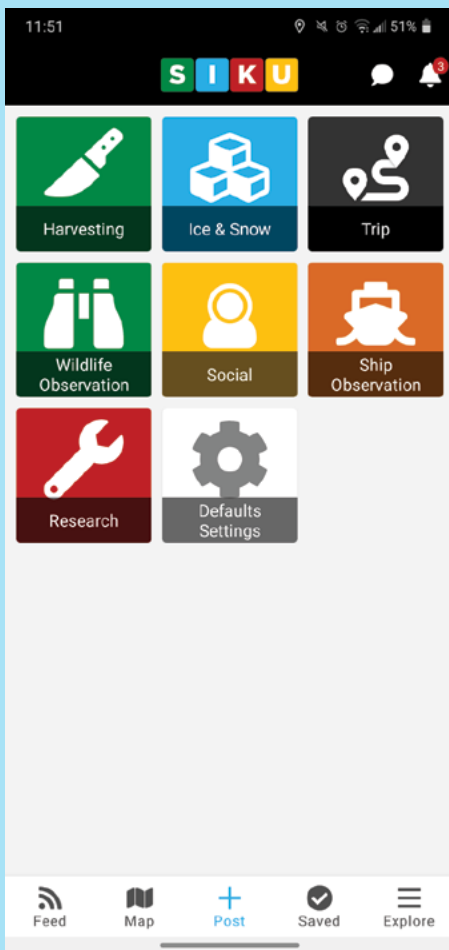 11:51 51%
SIKU 3
Harvesting Ice & Snow Trip
Wildlife
Observation
Social
Ship
Observation
Research
Defaults
Settings
Feed Map Post Saved Explore